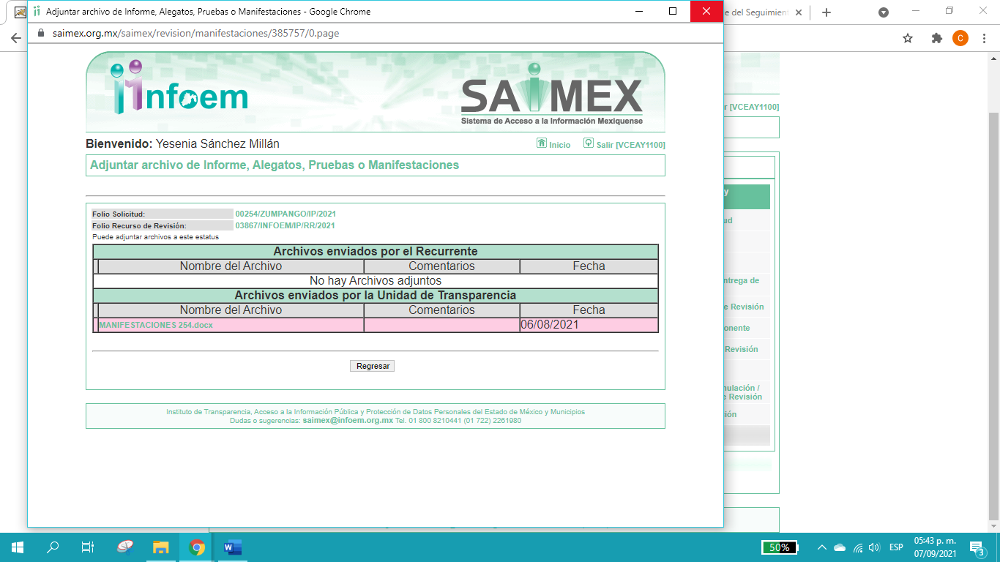 Adjuntar archivo de Informe, Alegatos, Pruebas o Manifestaciones - Google Chrome
e del Seguimient
saimex.org.mx/saimex/revision/manifestaciones/385757/0.page
C
infoem
SAIMEX
Sistema de Acceso a la Información Mexiquense
r [VCEAY1100]
Bienvenido: Yesenia Sánchez Millán
Inicio Salir [VCEAY1100]
Adjuntar archivo de Informe, Alegatos, Pruebas o Manifestaciones
y
Folio Solicitud: 00254/ZUMPANGO/IP/2021
ud
Folio Recurso de Revisión: 03867/INFOEM/IP/RR/2021
Puede adjuntar archivos a este estatus
Archivos enviados por el Recurrente
Nombre del Archivo Comentarios Fecha
No hay Archivos adjuntos
ntrega de
Archivos enviados por la Unidad de Transparencia
Nombre del Archivo Comentarios Fecha
e Revisión
MANIFESTACIONES 254.docx 06/08/2021
onente
Revisión
Regresar
nulación /
e Revisión
ión
Instituto de Transparencia, Acceso a la Información Pública y Protección de Datos Personales del Estado de México y Municipios
Dudas o sugerencias: saimex@infoem.org.mx Tel. 01 800 8210441 (01 722) 2261980
50%
ESP
05:43 p. m.
07/09/2021
3